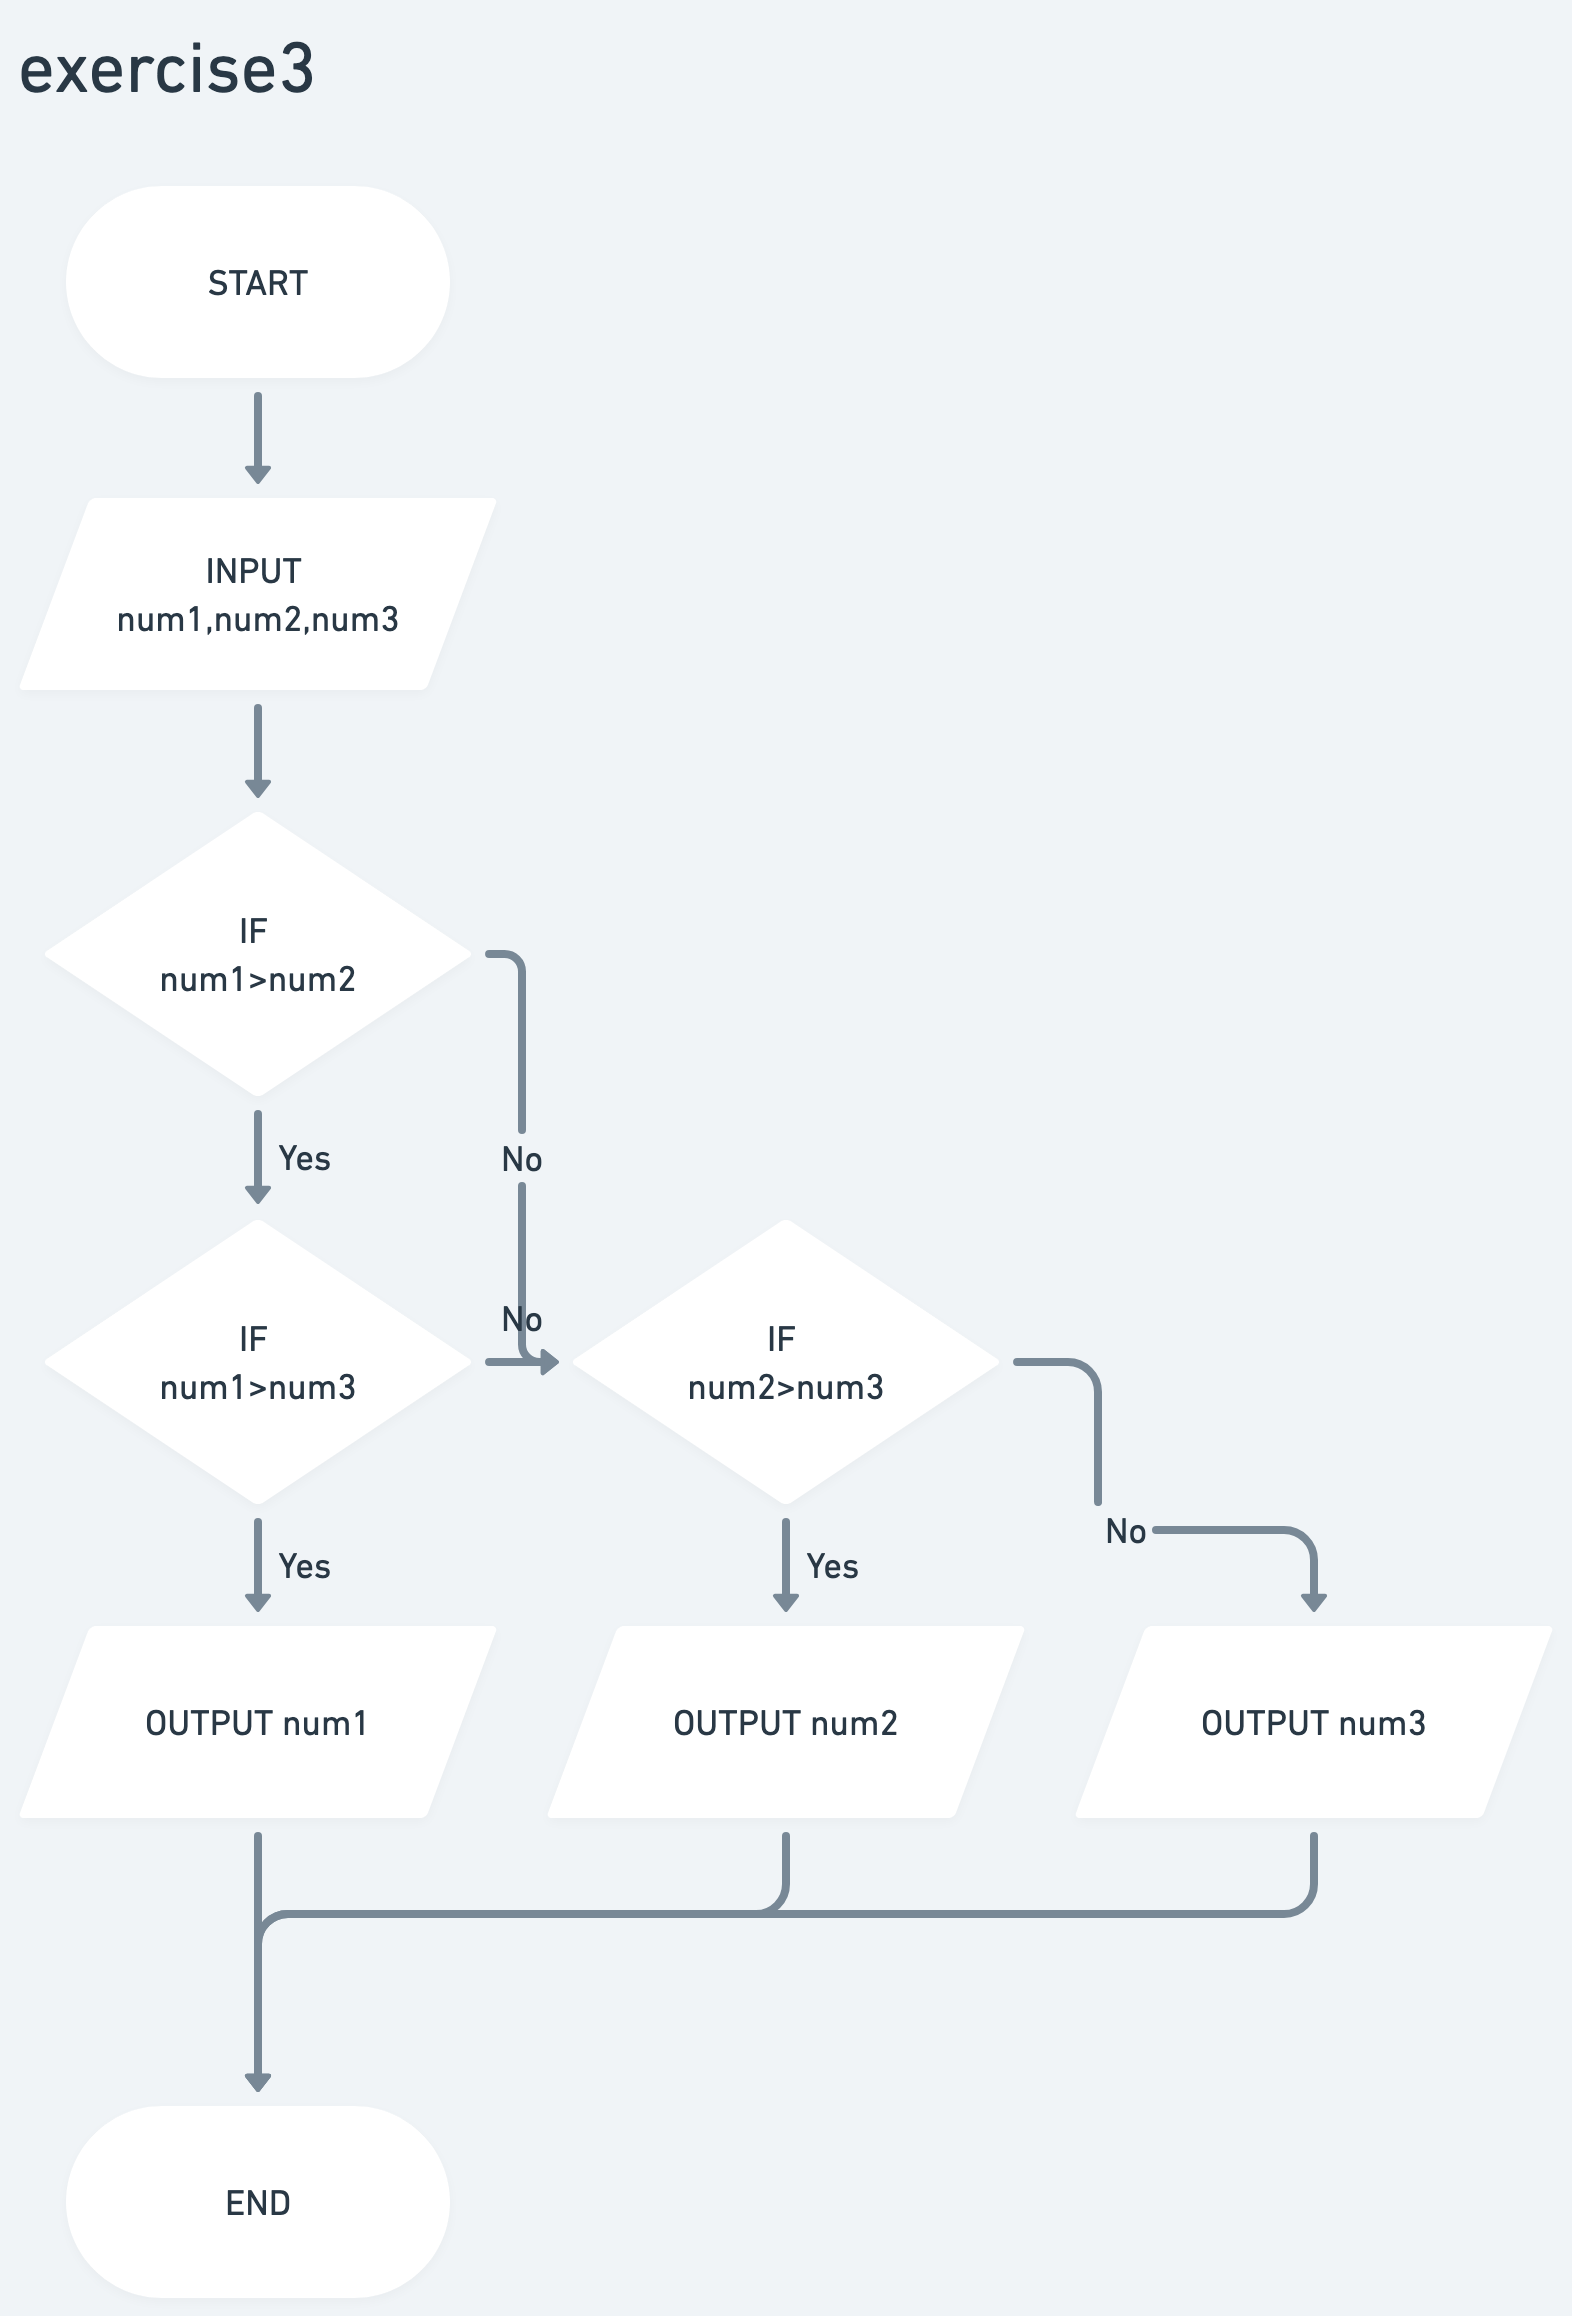 exercise3
START
INPUT
num1,num2,num3
IF
num1>num2
Yes
No
No
IF
num1>num3
IF
num2>num3
No
Yes
Yes
OUTPUT num1
OUTPUT num2
OUTPUT num3
END